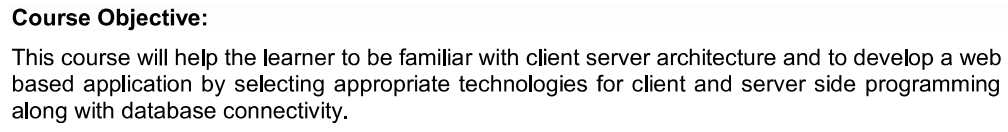 Course Objective:
This course will help the learner to be familiar with client server architecture and to develop a web
based application by selecting appropriate technologies for client and server side programming
along with database connectivity.